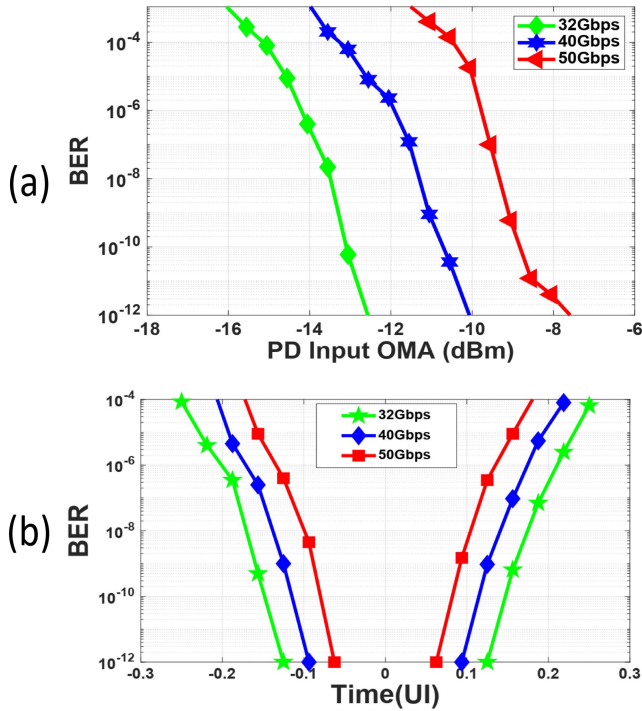 (a)
BER
10-4
10-6
10-8
10-10
10-12
-18
-16
-14
-12
-10
-8
-6
PD Input OMA (dBm)
32Gbps
40Gbps
50Gbps
(b)
BER
10-4
10-6
10-8
10-10
10-12
-0.3
-0.2
-0.1
0
0.1
0.2
0.3
Time(UI)
32Gbps
40Gbps
50Gbps